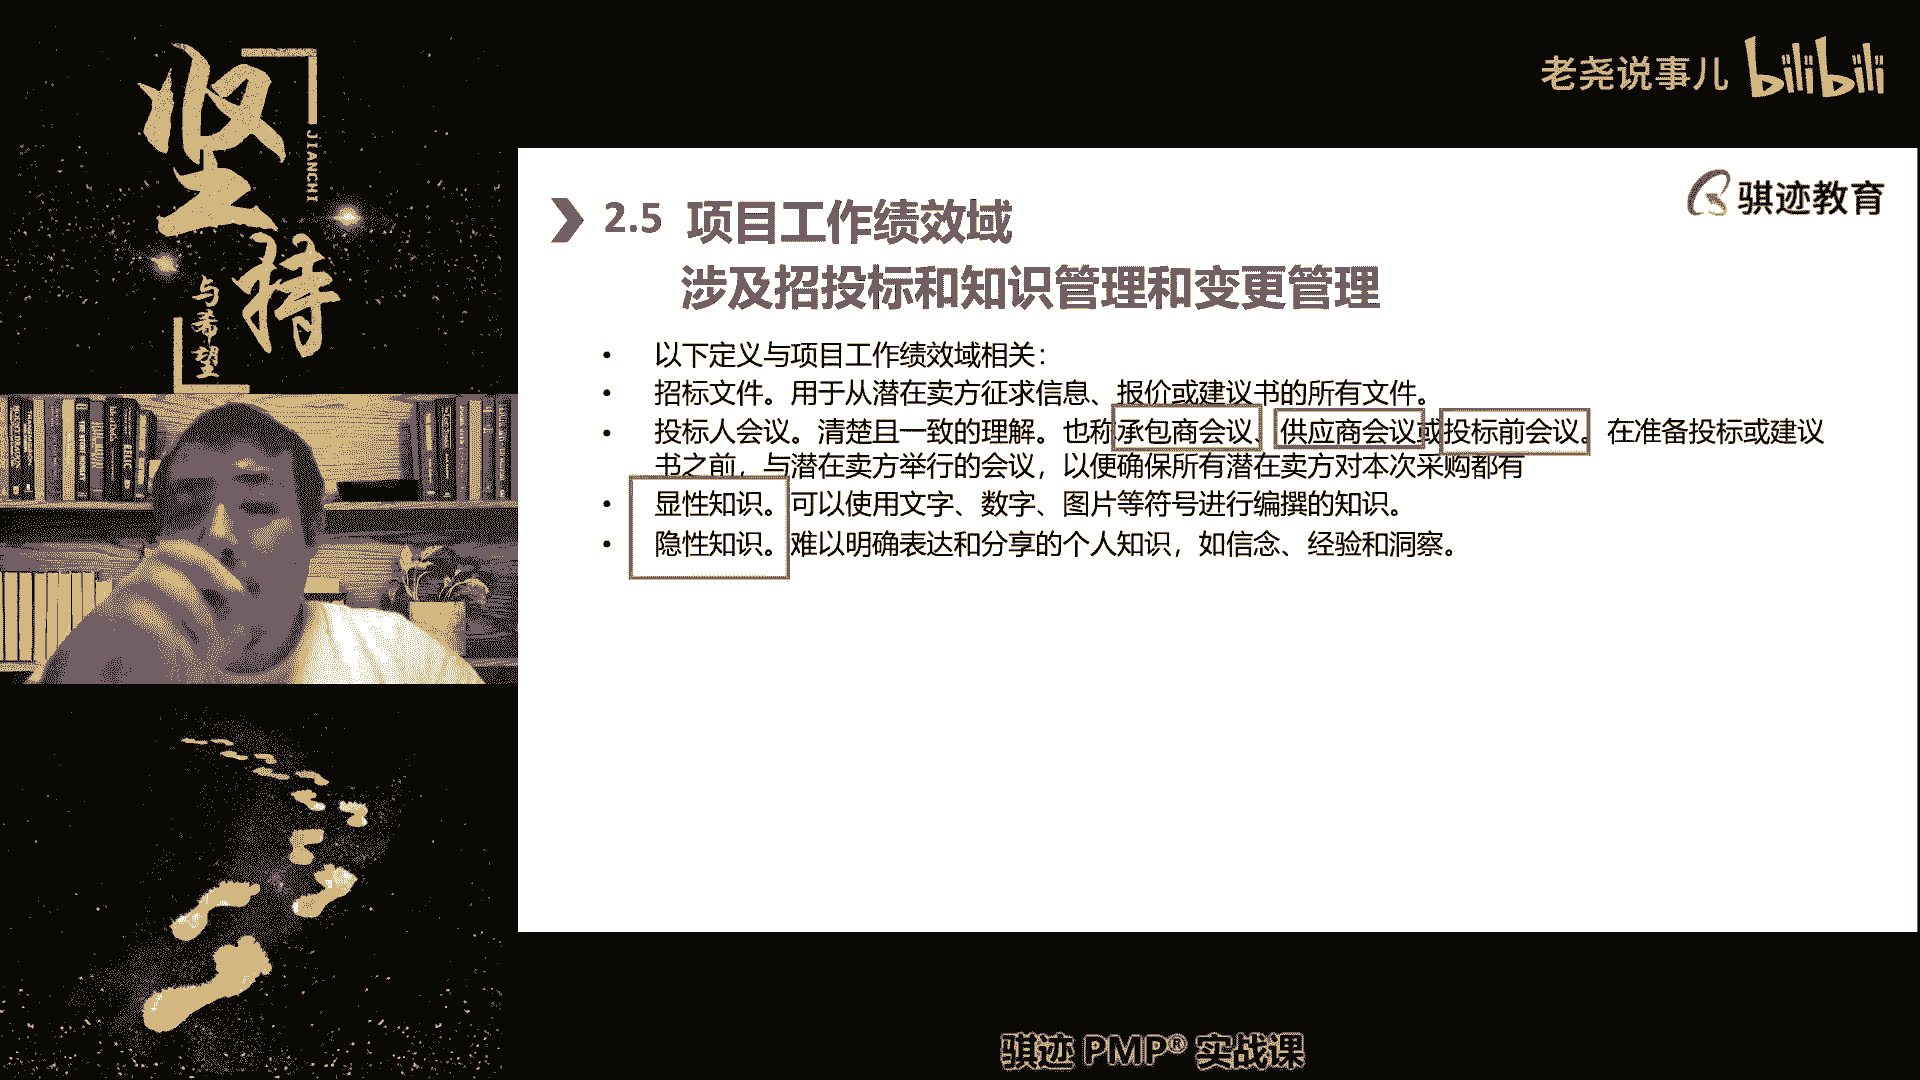 坚持
JIANCHI
与希望
老尧说事儿 bilibili
骐迹教育
2.5 项目工作绩效域
涉及招投标和知识管理和变更管理
• 以下定义与项目工作绩效域相关：
• 招标文件。用于从潜在卖方征求信息、报价或建议书的所有文件。
• 投标人会议。清楚且一致的理解。也称承包商会议、供应商会议或投标前会议。在准备投标或建议
书之前，与潜在卖方举行的会议，以便确保所有潜在卖方对本次采购都有
• 显性知识。可以使用文字、数字、图片等符号进行编撰的知识。
• 隐性知识。难以明确表达和分享的个人知识，如信念、经验和洞察。
骐迹 PMP® 实战课